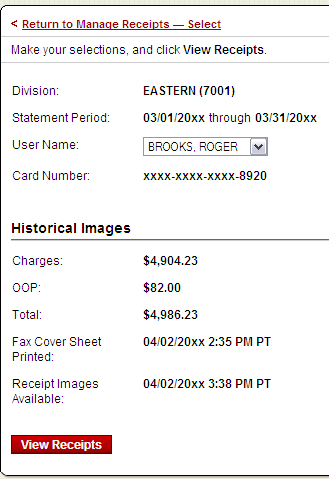 < Return to Manage Receipts — Select
Make your selections, and click View Receipts.
Division: EASTERN (7001)
Statement Period: 03/01/20xx through 03/31/20xx
User Name: BROOKS, ROGER
Card Number: xxxx-xxxx-xxxx-8920
Historical Images
Charges: $4,904.23
OOP: $82.00
Total: $4,986.23
Fax Cover Sheet 04/02/20xx 2:35 PM PT
Printed:
Receipt Images 04/02/20xx 3:38 PM PT
Available:
View Receipts